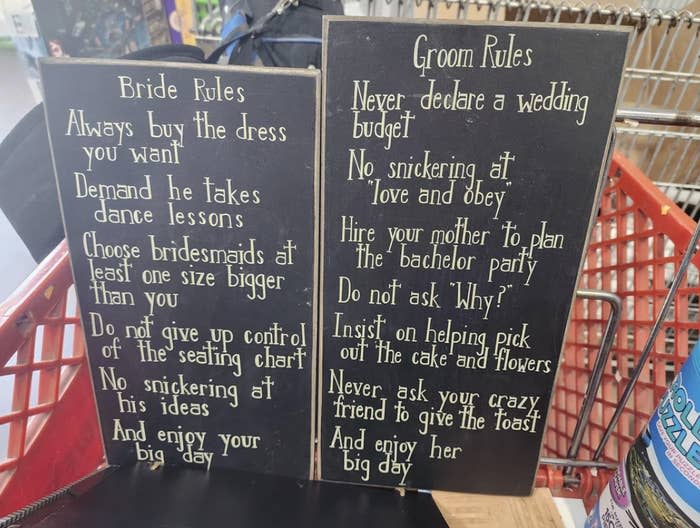 Bride Rules
Always buy the dress
you want
Demand he takes
dance lessons
Choose bridesmaids at
least one size bigger
than you
Do not give up control
of the seating chart
No snickering at
his ideas
And enjoy your
big day
Groom Rules
Never declare a wedding
budget
No snickering at
"love and obey"
Hire your mother to plan
the bachelor party
Do not ask "Why?"
Insist on helping pick
out the cake and flowers
Never ask your crazy
friend to give the toast
And enjoy her
big day